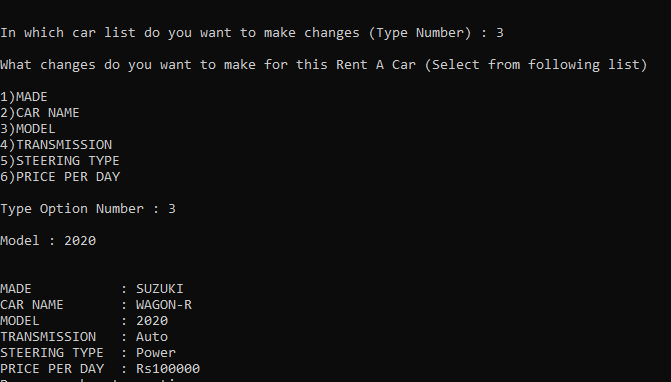 In which car list do you want to make changes (Type Number) : 3
What changes do you want to make for this Rent A Car (Select from following list)
1)MADE
2)CAR NAME
3)MODEL
4)TRANSMISSION
5)STEERING TYPE
6)PRICE PER DAY
Type Option Number : 3
Model : 2020
MADE : SUZUKI
CAR NAME : WAGON-R
MODEL : 2020
TRANSMISSION : Auto
STEERING TYPE : Power
PRICE PER DAY : Rs100000